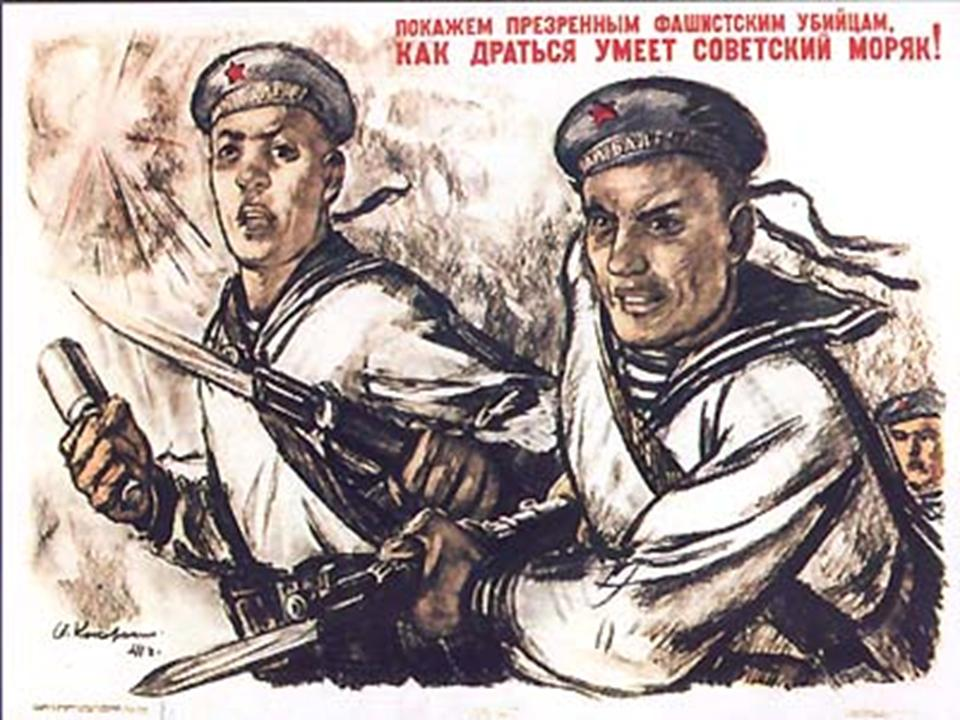 ПОКАЖЕМ ПРЕЗРЕННЫМ ФАШИСТСКИМ УБИЙЦАМ,
КАК ДРАТЬСЯ УМЕЕТ СОВЕТСКИЙ МОРЯК!